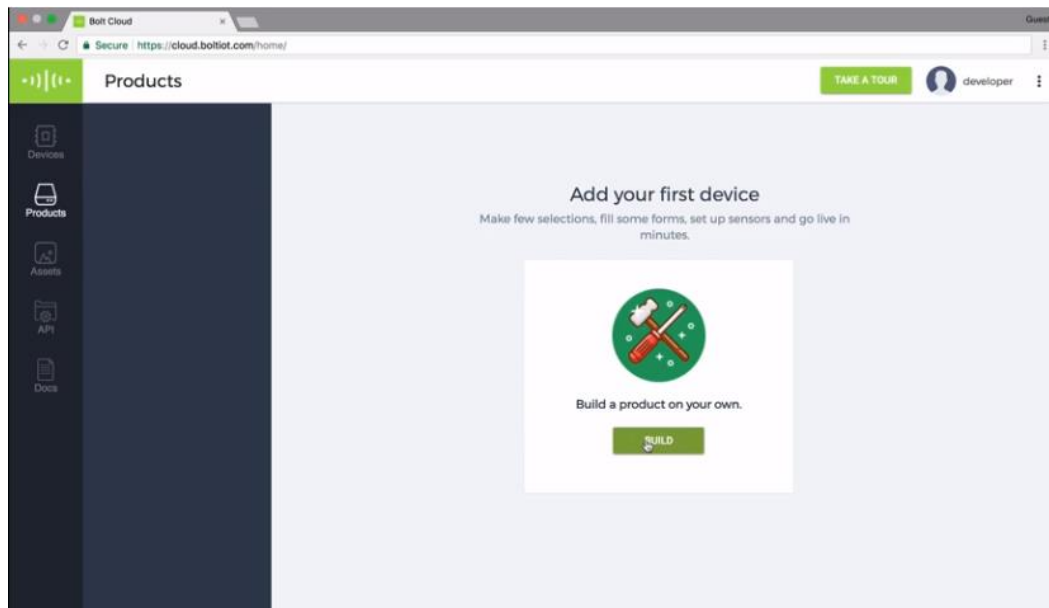 Bolt Cloud
Guest
Secure https://cloud.boltiot.com/home/
Products
TAKE A TOUR
developer
Devices
Products
Assets
API
Docs
Add your first device
Make few selections, fill some forms, set up sensors and go live in
minutes.
Build a product on your own.
BUILD